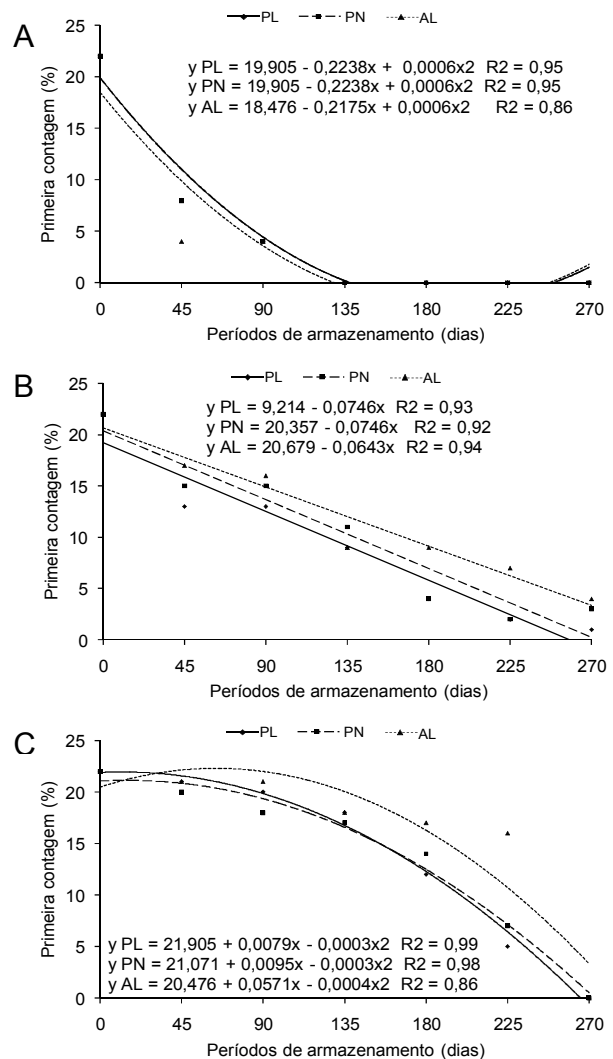 A
PL PN AL
y PL = 19,905 - 0,2238x + 0,0006x2 R2 = 0,95
y PN = 19,905 - 0,2238x + 0,0006x2 R2 = 0,95
y AL = 18,476 - 0,2175x + 0,0006x2 R2 = 0,86
Primeira contagem (%)
25
20
15
10
5
0
0 45 90 135 180 225 270
Períodos de armazenamento (dias)
B
PL PN AL
y PL = 9,214 - 0,0746x R2 = 0,93
y PN = 20,357 - 0,0746x R2 = 0,92
y AL = 20,679 - 0,0643x R2 = 0,94
Primeira contagem (%)
25
20
15
10
5
0
0 45 90 135 180 225 270
Períodos de armazenamento (dias)
C
PL PN AL
Primeira contagem (%)
25
20
15
10
5
0
y PL = 21,905 + 0,0079x - 0,0003x2 R2 = 0,99
y PN = 21,071 + 0,0095x - 0,0003x2 R2 = 0,98
y AL = 20,476 + 0,0571x - 0,0004x2 R2 = 0,86
0 45 90 135 180 225 270
Períodos de armazenamento (dias)